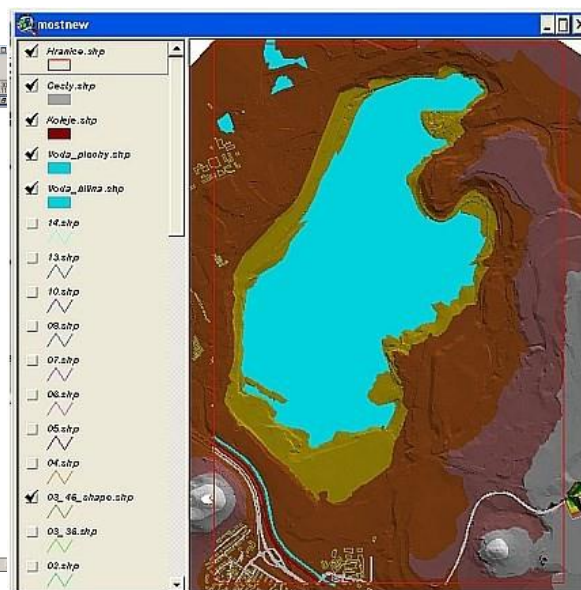 mostnew
Hranice.shp
Cesty.shp
Koleje.shp
Voda_plochy.shp
Voda_bilina.shp
14.shp
13.shp
10.shp
08.shp
07.shp
06.shp
05.shp
04.shp
03_46_shape.shp
03_36.shp
02.shp